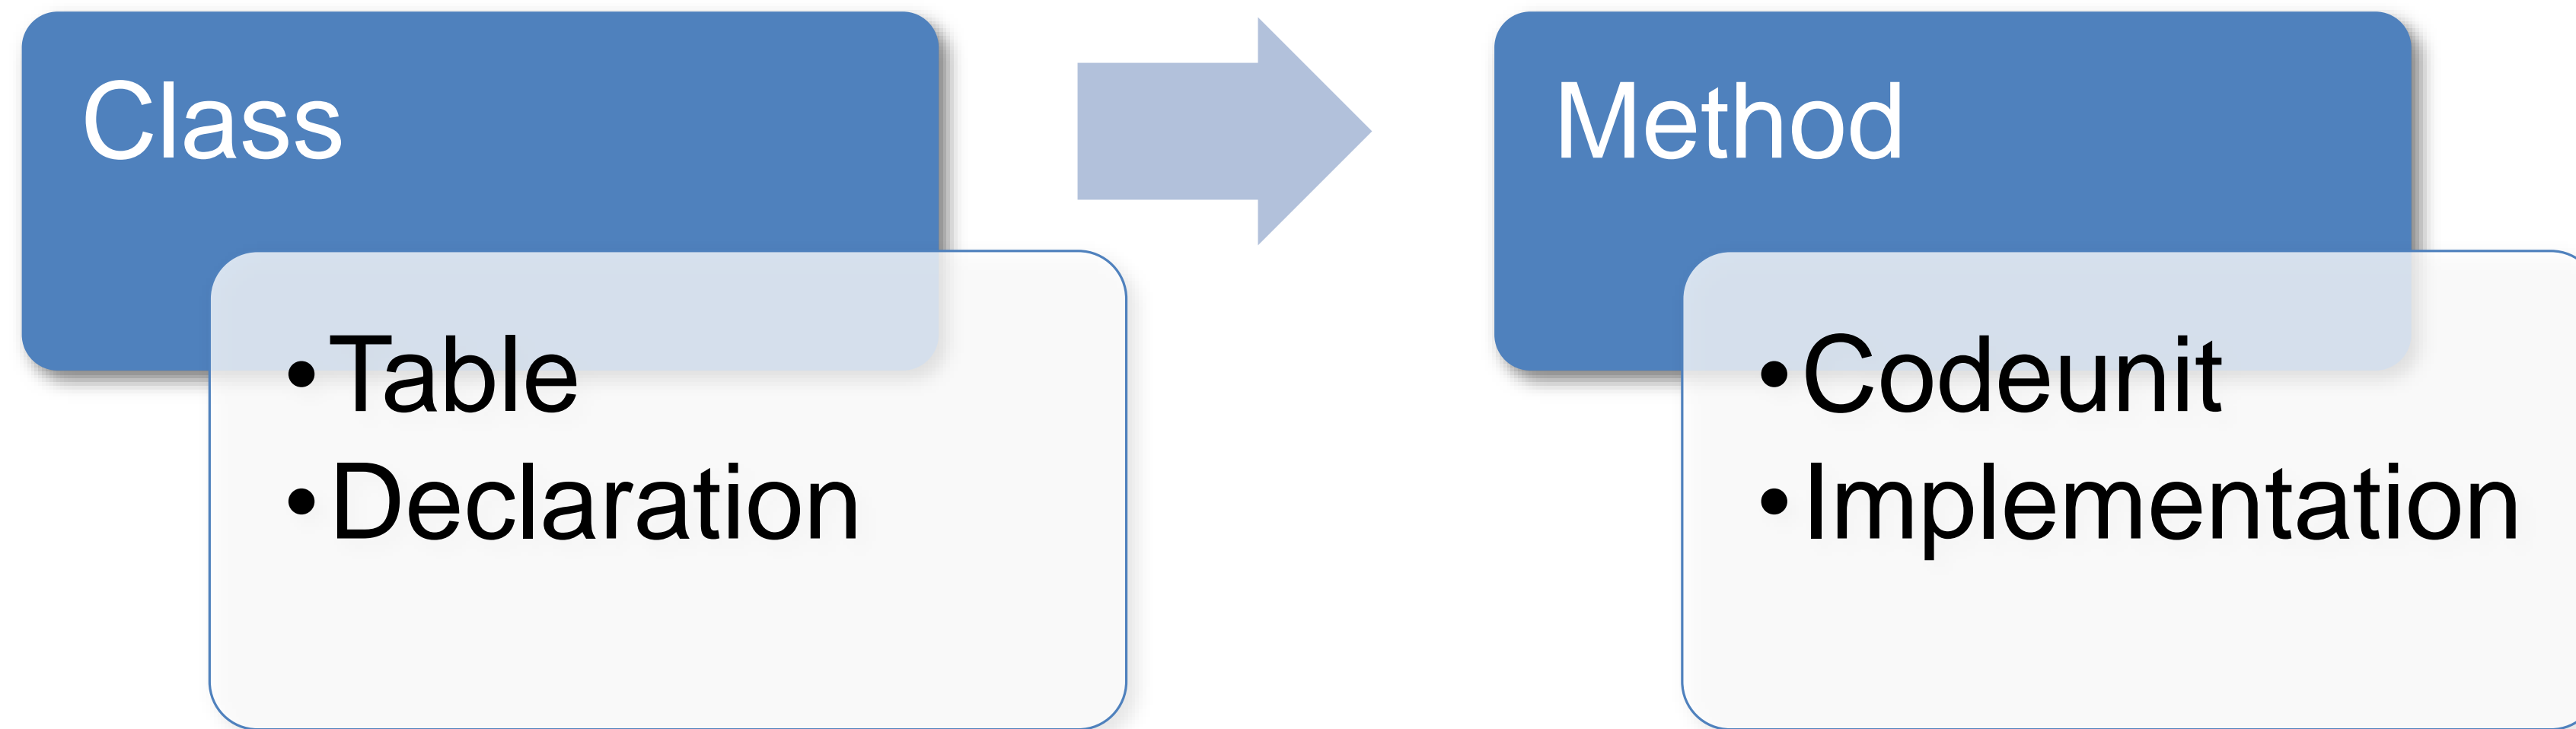 Class
•Table
•Declaration
Method
•Codeunit
•Implementation